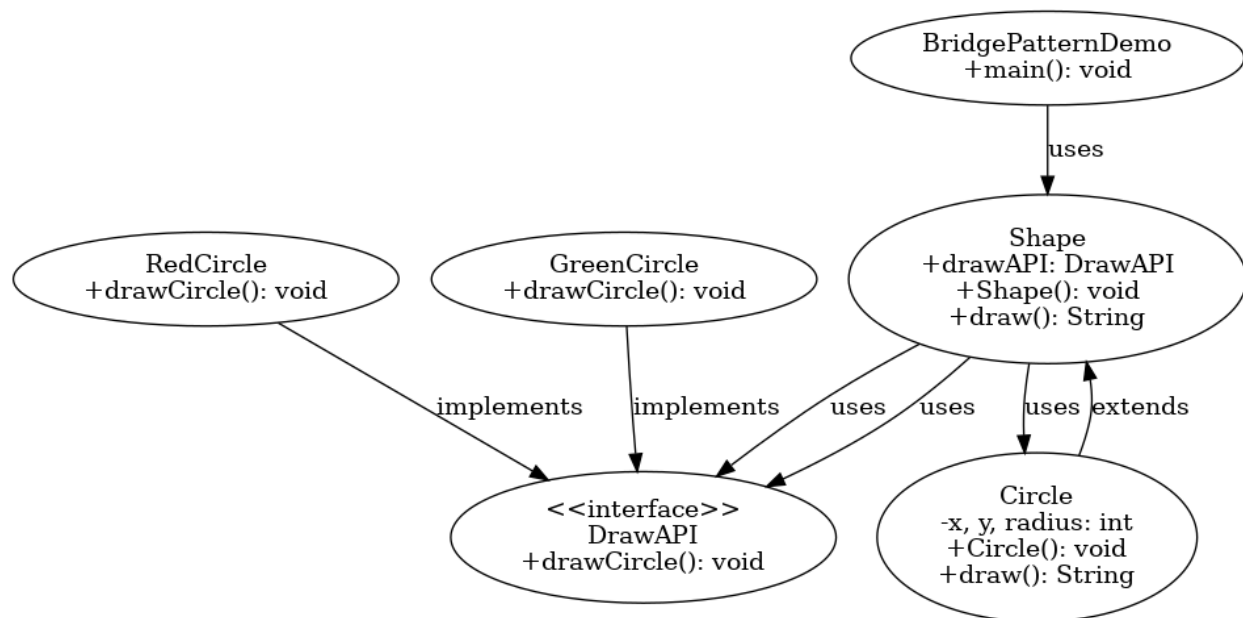 BridgePatternDemo
+main(): void
uses
RedCircle
+drawCircle(): void
GreenCircle
+drawCircle(): void
Shape
+drawAPI: DrawAPI
+Shape(): void
+draw(): String
implements
implements
uses
uses
uses
extends
<<interface>>
DrawAPI
+drawCircle(): void
Circle
-x, y, radius: int
+Circle(): void
+draw(): String